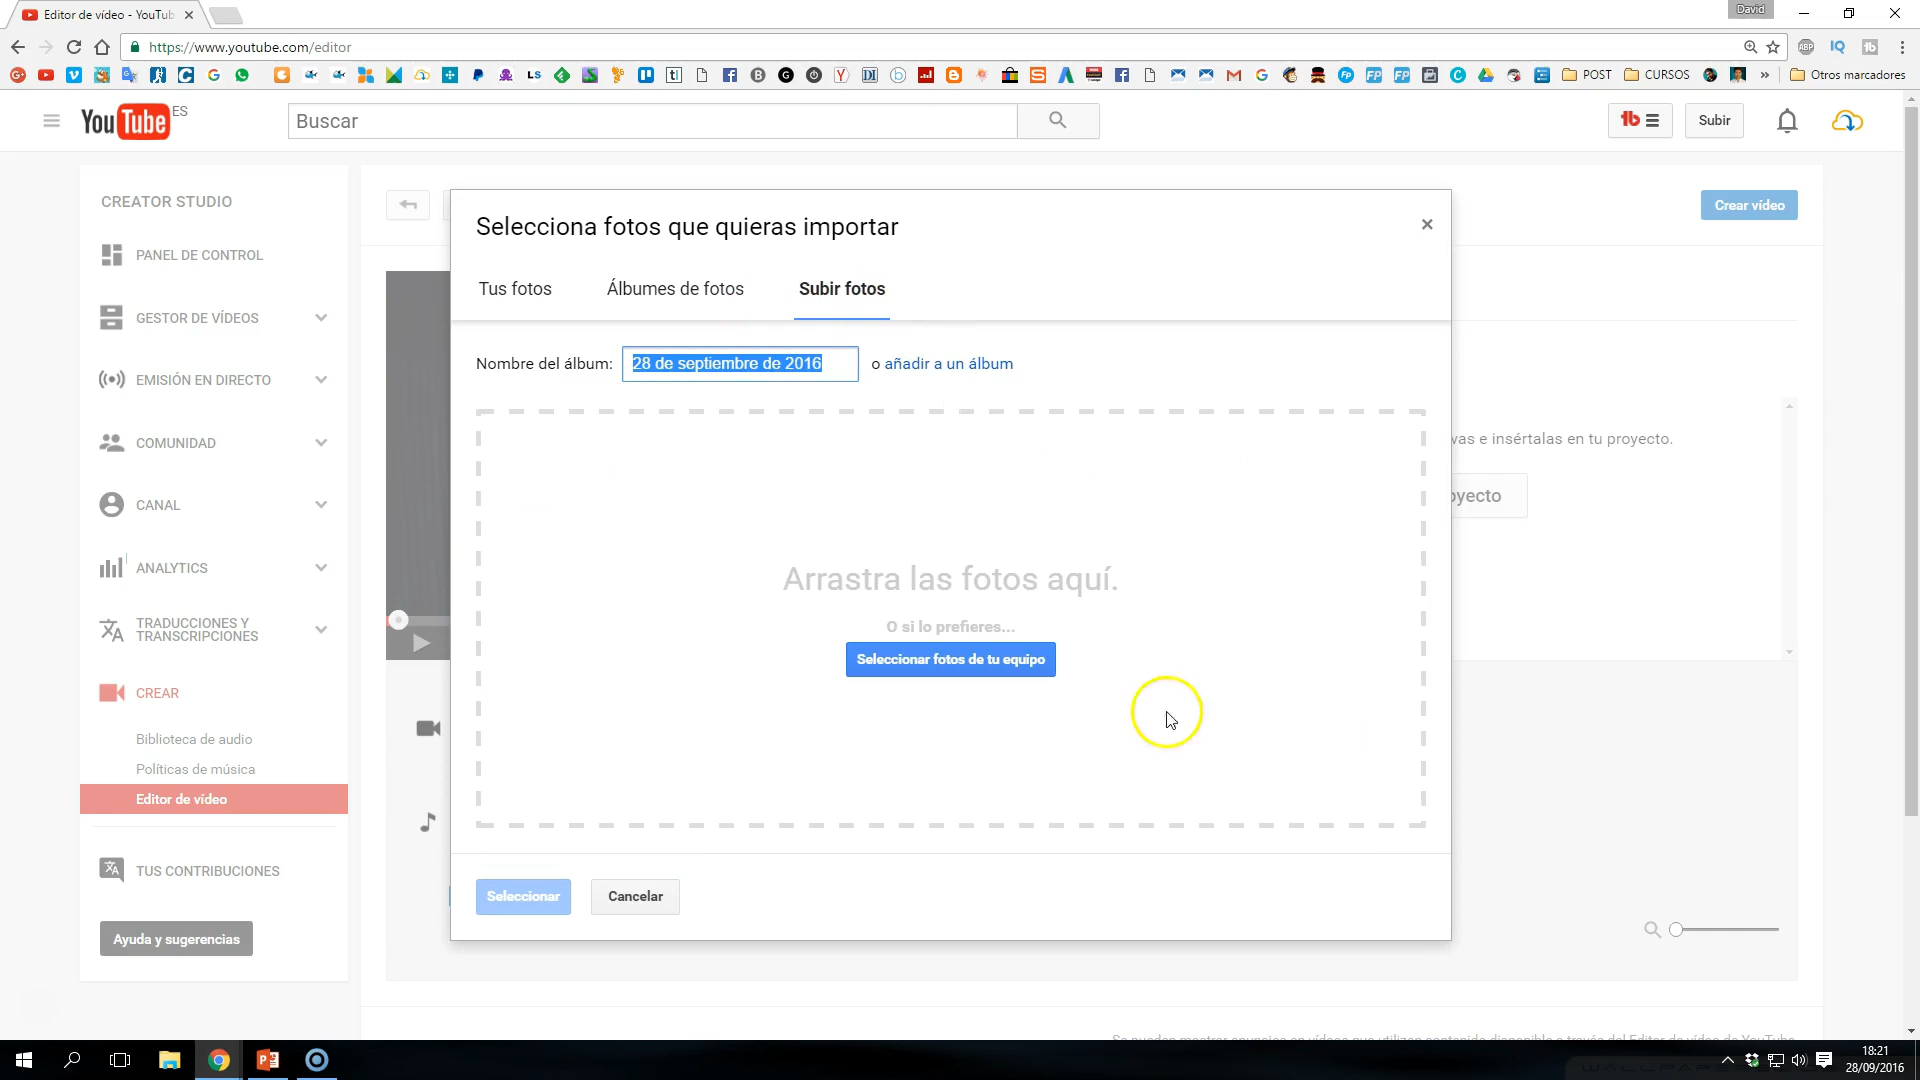 Editor de vídeo - YouTub
David
https://www.youtube.com/editor
ABP
POST
CURSOS
Otros marcadores
YouTube ES
Buscar
Subir
CREATOR STUDIO
PANEL DE CONTROL
GESTOR DE VÍDEOS
EMISIÓN EN DIRECTO
COMUNIDAD
CANAL
ANALYTICS
TRADUCCIONES Y
TRANSCRIPCIONES
CREAR
Biblioteca de audio
Políticas de música
Editor de vídeo
TUS CONTRIBUCIONES
Ayuda y sugerencias
Crear vídeo
Selecciona fotos que quieras importar
Tus fotos
Álbumes de fotos
Subir fotos
Nombre del álbum:
28 de septiembre de 2016
o añadir a un álbum
vas e insértalas en tu proyecto.
oyecto
Arrastra las fotos aquí.
O si lo prefieres...
Seleccionar fotos de tu equipo
Seleccionar
Cancelar
18:21
28/09/2016